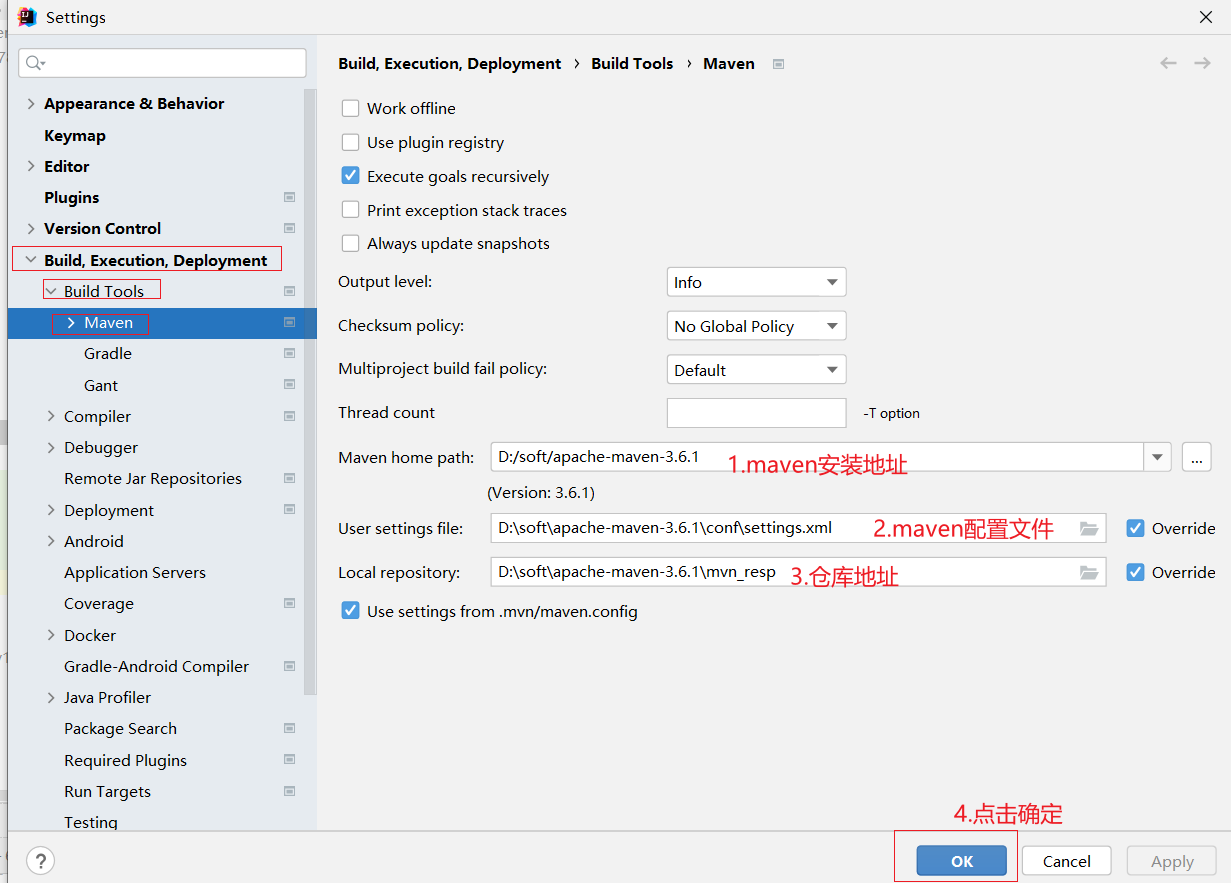 Settings
Build, Execution, Deployment › Build Tools › Maven
Appearance & Behavior
Keymap
Editor
Plugins
Version Control
Build, Execution, Deployment
Build Tools
Maven
Gradle
Gant
Compiler
Debugger
Remote Jar Repositories
Deployment
Android
Application Servers
Coverage
Docker
Gradle-Android Compiler
Java Profiler
Package Search
Required Plugins
Run Targets
Testing
Work offline
Use plugin registry
Execute goals recursively
Print exception stack traces
Always update snapshots
Output level: Info
Checksum policy: No Global Policy
Multiproject build fail policy: Default
Thread count -T option
Maven home path: D:/soft/apache-maven-3.6.1 1.maven安装地址 ...
(Version: 3.6.1)
User settings file: D:\soft\apache-maven-3.6.1\conf\settings.xml 2.maven配置文件 Override
Local repository: D:\soft\apache-maven-3.6.1\mvn_resp 3.仓库地址 Override
Use settings from .mvn/maven.config
4.点击确定
? OK Cancel Apply